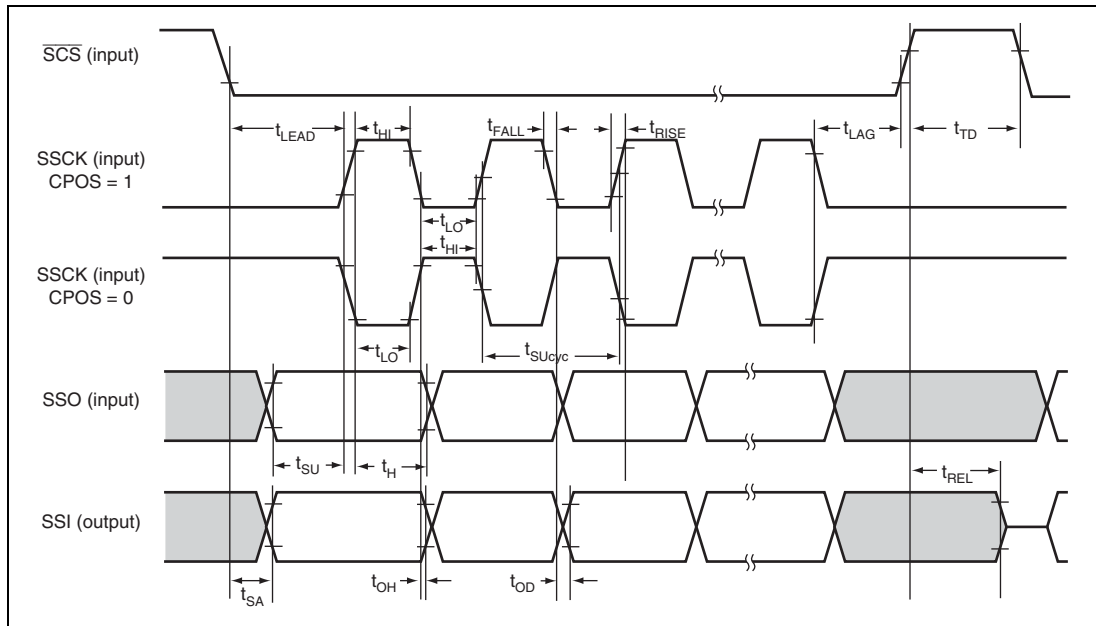 SCS (input)
tLEAD
tHI
tFALL
tRISE
tLAG
tTD
SSCK (input)
CPOS = 1
tLO
tHI
SSCK (input)
CPOS = 0
tLO
tSUcyc
SSO (input)
tSU
tH
tREL
SSI (output)
tSA
tOH
tOD